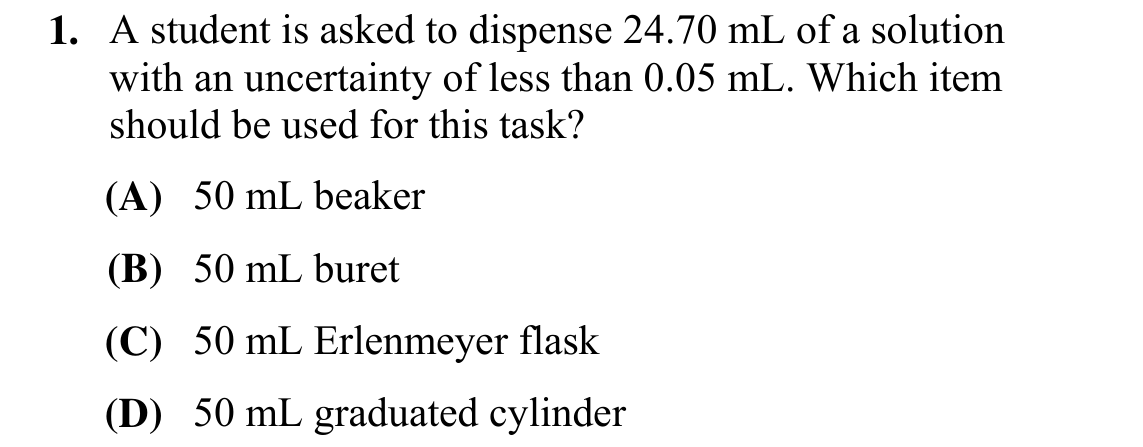 1. A student is asked to dispense 24.70 mL of a solution
with an uncertainty of less than 0.05 mL. Which item
should be used for this task?
(A) 50 mL beaker
(B) 50 mL buret
(C) 50 mL Erlenmeyer flask
(D) 50 mL graduated cylinder